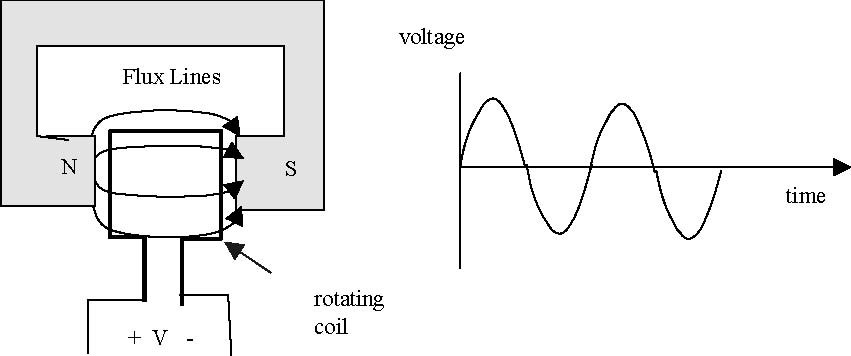 Flux Lines
N
S
rotating
coil
+ V -
voltage
time